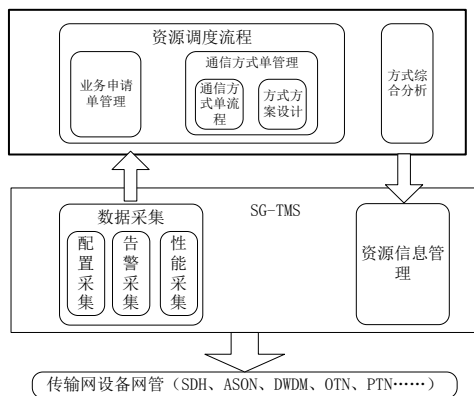 资源调度流程
业务申请
单管理
通信方式单管理
通信方
式单流
程
方式方
案设计
方式综
合分析
SG-TMS
数据采集
配置采集
告警采集
性能采集
资源信息管
理
传输网设备网管（SDH、ASON、DWDM、OTN、PTN……）